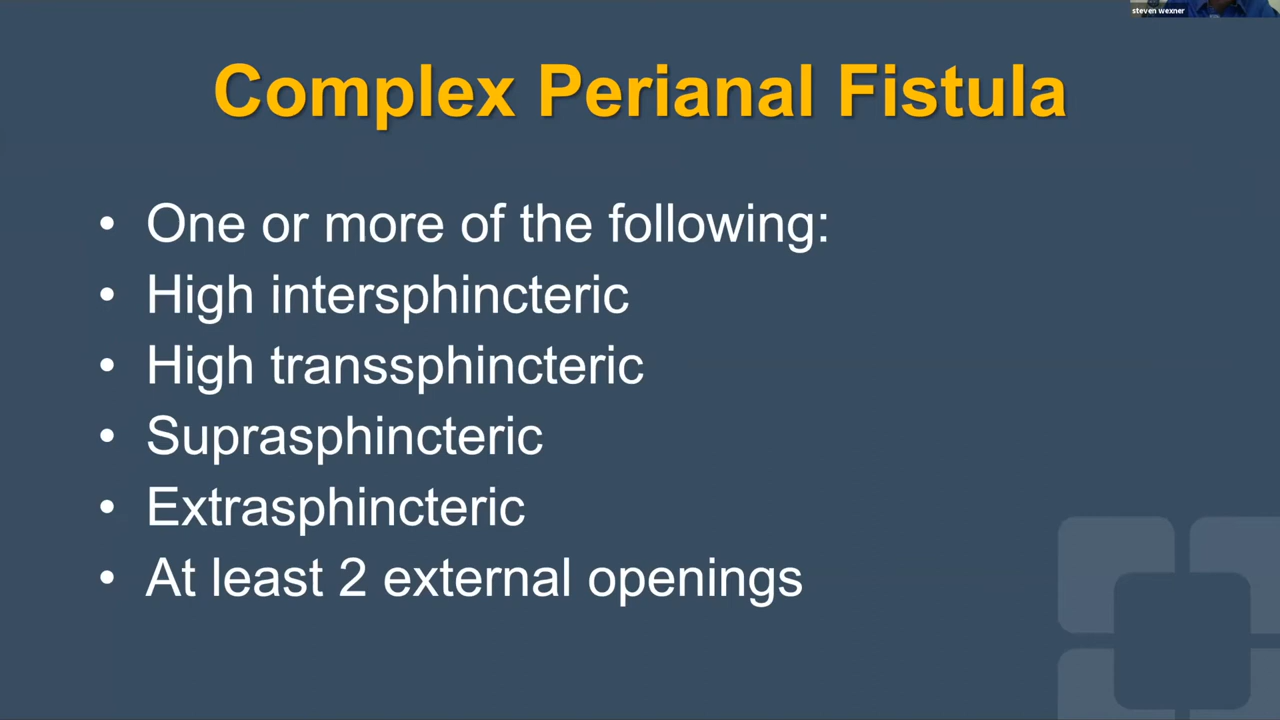 steven wexner
Complex Perianal Fistula
• One or more of the following:
• High intersphincteric
• High transsphincteric
• Suprasphincteric
• Extrasphincteric
• At least 2 external openings